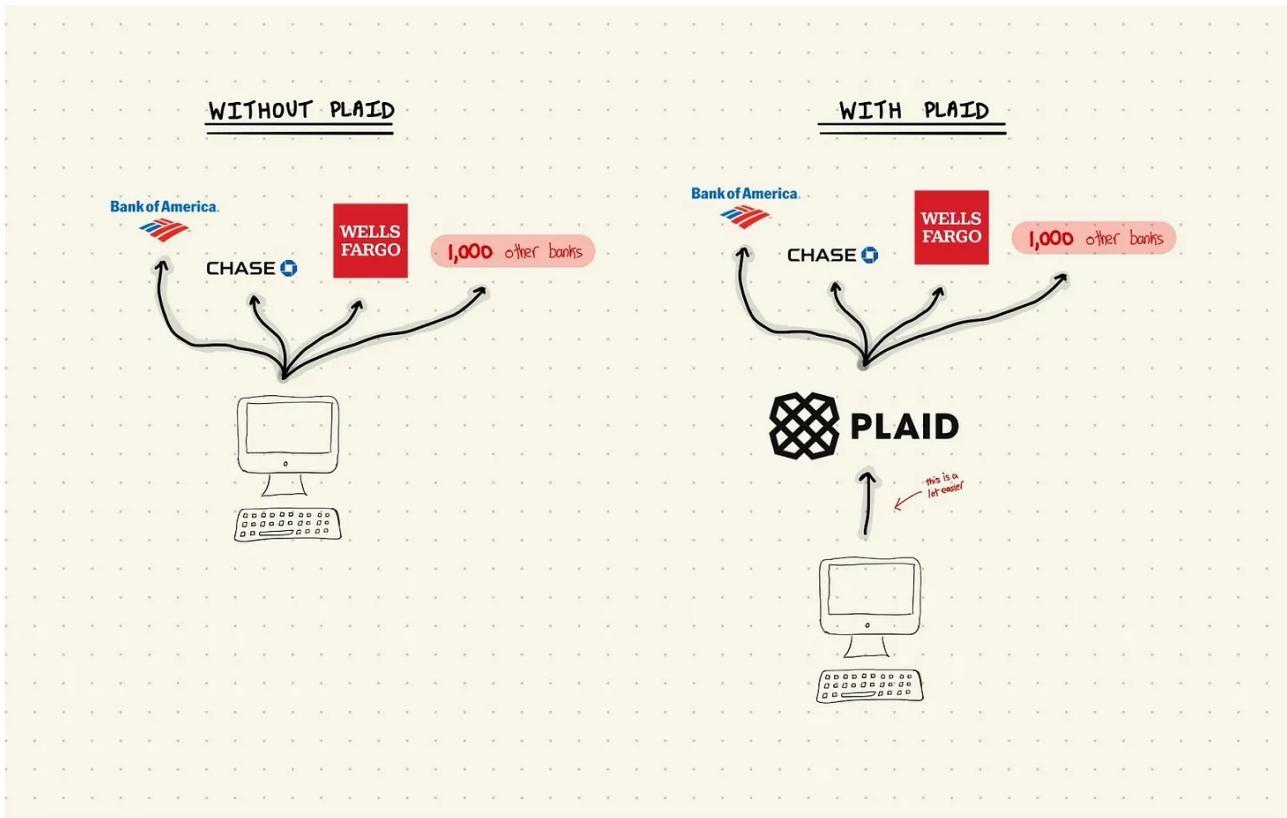 WITHOUT PLAID
Bank of America.
CHASE
WELLS
FARGO
1,000 other banks
WITH PLAID
Bank of America.
CHASE
WELLS
FARGO
1,000 other banks
PLAID
this is a
lot easier